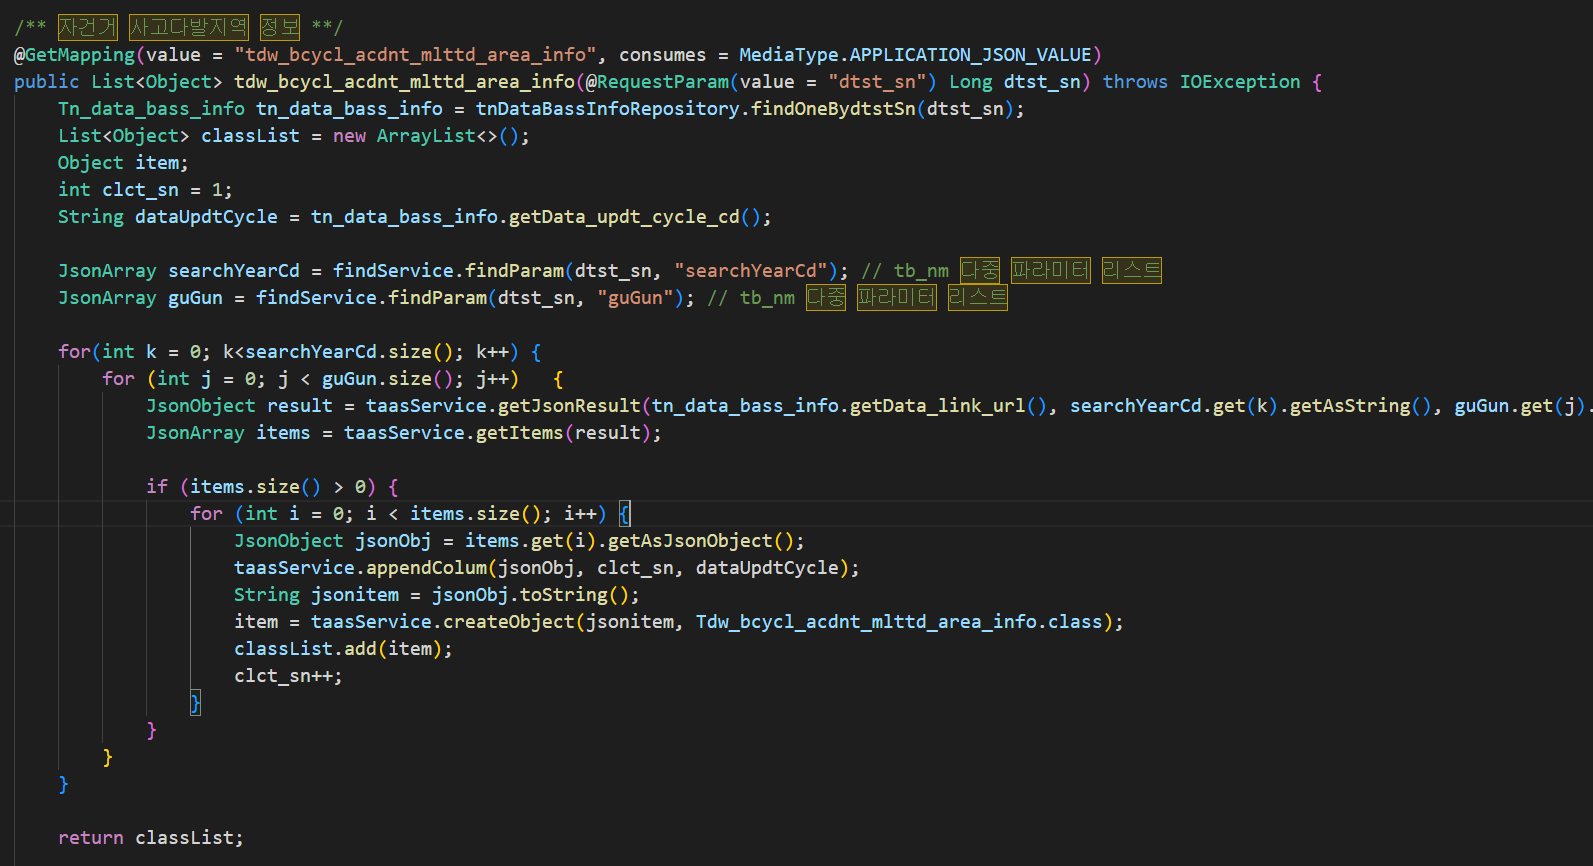 /** 자건거 사고다발지역 정보 **/
@GetMapping(value = "tdw_bcycl_acdnt_mlttd_area_info", consumes = MediaType.APPLICATION_JSON_VALUE)
public List<Object> tdw_bcycl_acdnt_mlttd_area_info(@RequestParam(value = "dtst_sn") Long dtst_sn) throws IOException {
    Tn_data_bass_info tn_data_bass_info = tnDataBassInfoRepository.findOneBydtstSn(dtst_sn);
    List<Object> classList = new ArrayList<>();
    Object item;
    int clct_sn = 1;
    String dataUpdtCycle = tn_data_bass_info.getData_updt_cycle_cd();
    JsonArray searchYearCd = findService.findParam(dtst_sn, "searchYearCd"); // tb_nm 다중 파라미터 리스트
    JsonArray guGun = findService.findParam(dtst_sn, "guGun"); // tb_nm 다중 파라미터 리스트
    for(int k = 0; k<searchYearCd.size(); k++) {
        for (int j = 0; j < guGun.size(); j++)   {
            JsonObject result = taasService.getJsonResult(tn_data_bass_info.getData_link_url(), searchYearCd.get(k).getAsString(), guGun.get(j).
            JsonArray items = taasService.getItems(result);
            if (items.size() > 0) {
                for (int i = 0; i < items.size(); i++) {
                    JsonObject jsonObj = items.get(i).getAsJsonObject();
                    taasService.appendColum(jsonObj, clct_sn, dataUpdtCycle);
                    String jsonitem = jsonObj.toString();
                    item = taasService.createObject(jsonitem, Tdw_bcycl_acdnt_mlttd_area_info.class);
                    classList.add(item);
                    clct_sn++;
                }
            }
        }
    }
    return classList;